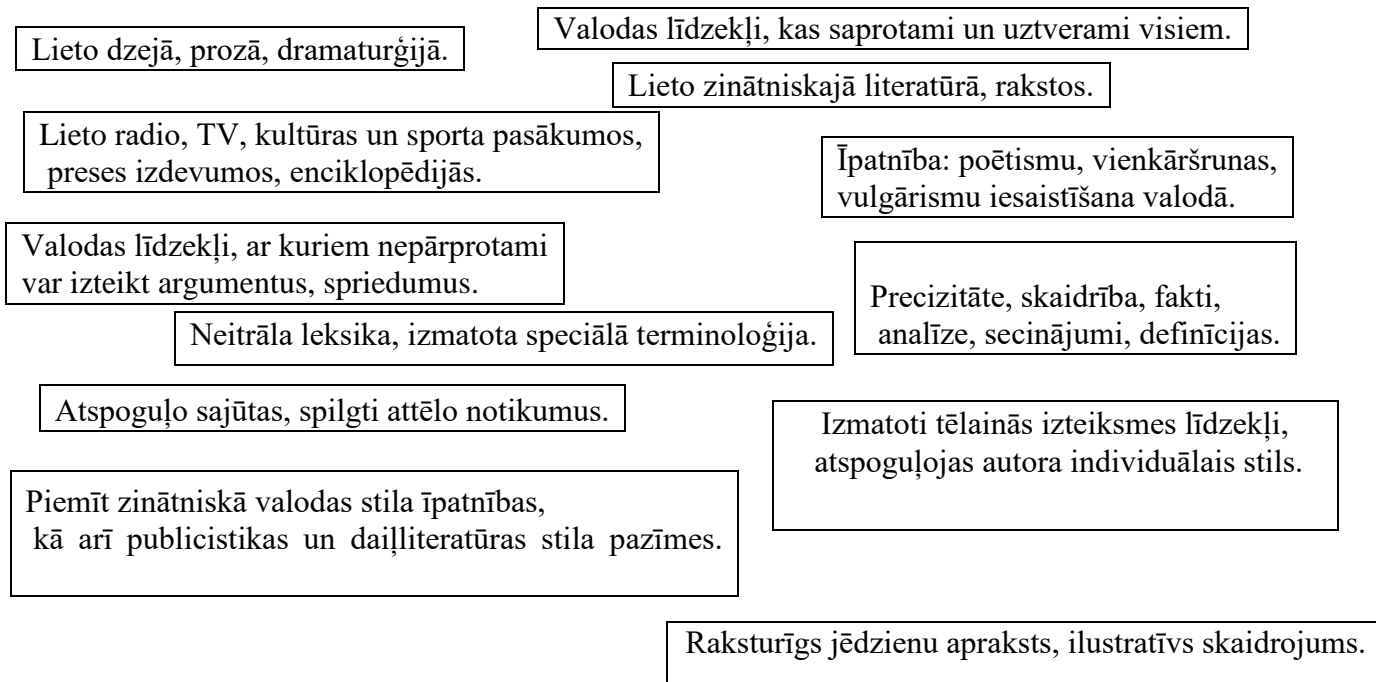 Lieto dzejā, prozā, dramaturģijā.
Valodas līdzekļi, kas saprotami un uztverami visiem.
Lieto zinātniskajā literatūrā, rakstos.
Lieto radio, TV, kultūras un sporta pasākumos,
preses izdevumos, enciklopēdijās.
Īpatnība: poētismu, vienkāršrunas,
vulgārismu iesaistīšana valodā.
Valodas līdzekļi, ar kuriem nepārprotami
var izteikt argumentus, spriedumus.
Precizitāte, skaidrība, fakti,
analīze, secinājumi, definīcijas.
Neitrāla leksika, izmatota speciālā terminoloģija.
Atspoguļo sajūtas, spilgti attēlo notikumus.
Izmatoti tēlainās izteiksmes līdzekļi,
atspoguļojas autora individuālais stils.
Piemīt zinātniskā valodas stila īpatnības,
kā arī publicistikas un daiļliteratūras stila pazīmes.
Raksturīgs jēdzienu apraksts, ilustratīvs skaidrojums.